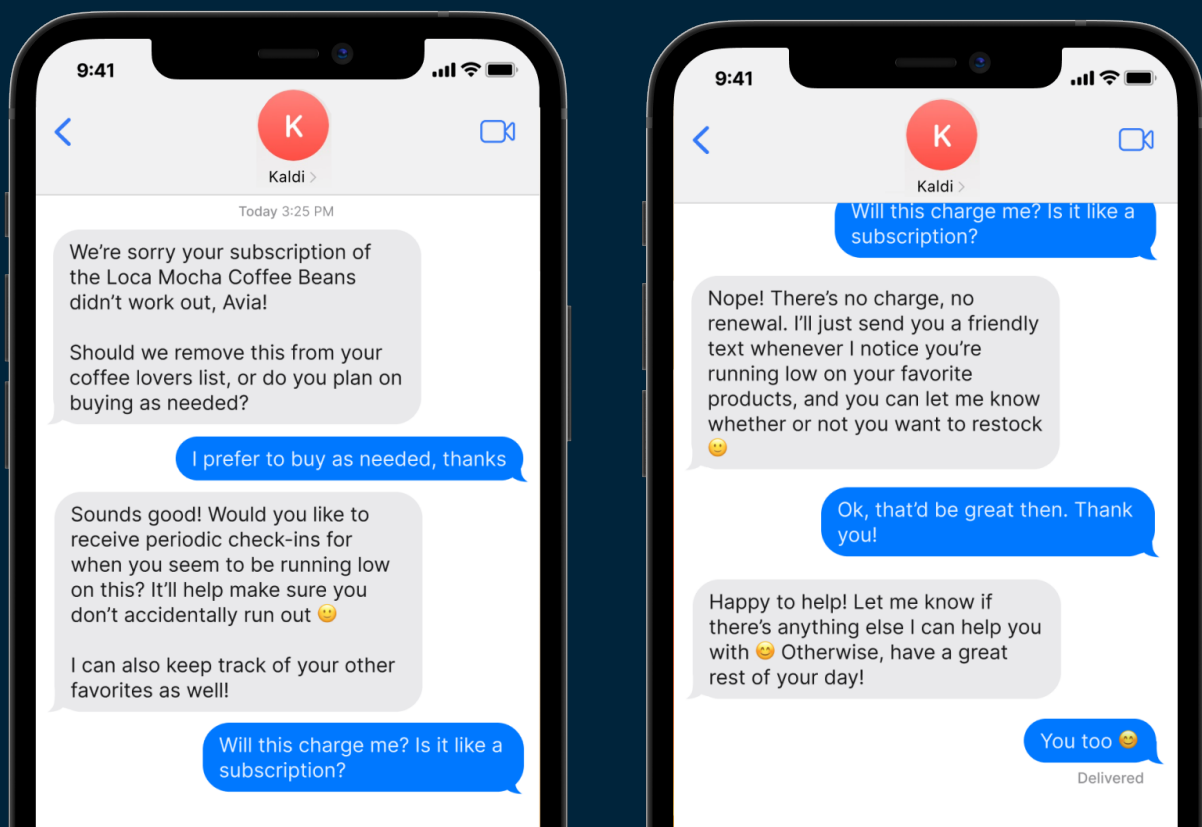 9:41
K
Kaldi
Today 3:25 PM
We’re sorry your subscription of
the Loca Mocha Coffee Beans
didn’t work out, Avia!
Should we remove this from your
coffee lovers list, or do you plan on
buying as needed?
I prefer to buy as needed, thanks
Sounds good! Would you like to
receive periodic check-ins for
when you seem to be running low
on this? It’ll help make sure you
don’t accidentally run out 🙂
I can also keep track of your other
favorites as well!
Will this charge me? Is it like a
subscription?
9:41
K
Kaldi
Will this charge me? Is it like a
subscription?
Nope! There’s no charge, no
renewal. I’ll just send you a friendly
text whenever I notice you’re
running low on your favorite
products, and you can let me know
whether or not you want to restock
🙂
Ok, that’d be great then. Thank
you!
Happy to help! Let me know if
there’s anything else I can help you
with 😊 Otherwise, have a great
rest of your day!
You too 😊
Delivered